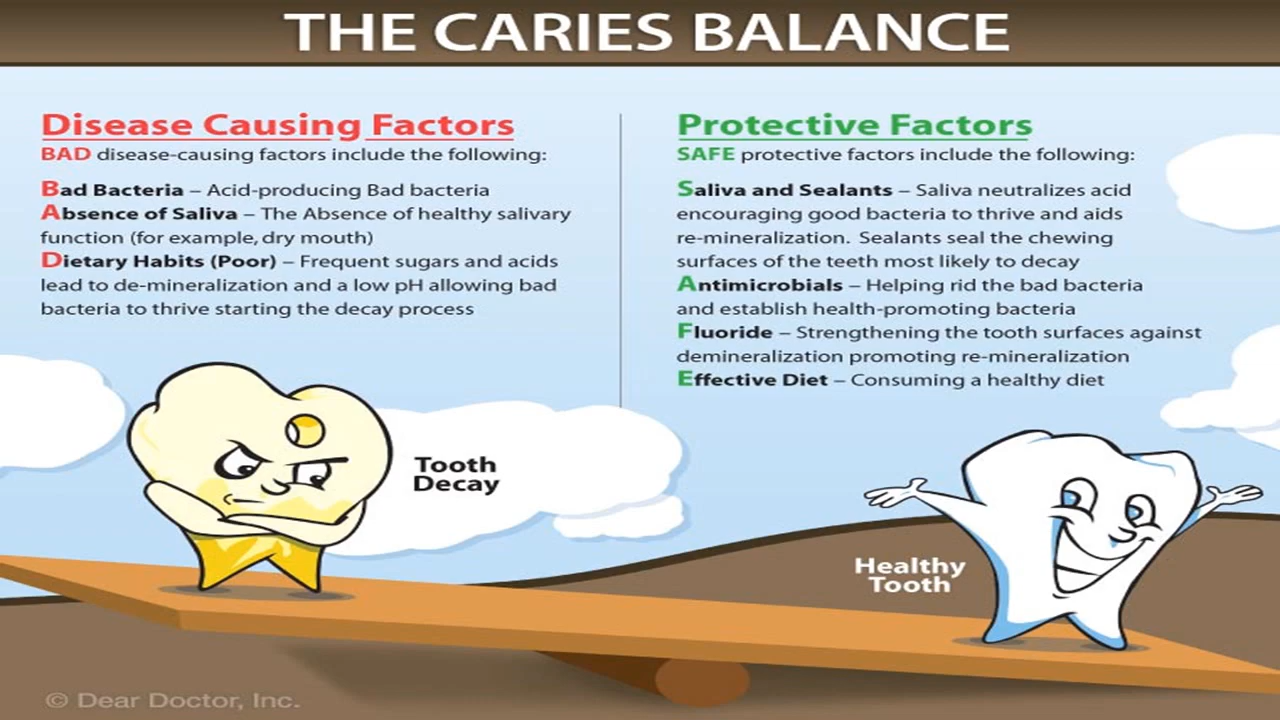 THE CARIES BALANCE
Disease Causing Factors
BAD disease-causing factors include the following:
Bad Bacteria – Acid-producing Bad bacteria
Absence of Saliva – The Absence of healthy salivary
function (for example, dry mouth)
Dietary Habits (Poor) – Frequent sugars and acids
lead to de-mineralization and a low pH allowing bad
bacteria to thrive starting the decay process
Protective Factors
SAFE protective factors include the following:
Saliva and Sealants – Saliva neutralizes acid
encouraging good bacteria to thrive and aids
re-mineralization. Sealants seal the chewing
surfaces of the teeth most likely to decay
Antimicrobials – Helping rid the bad bacteria
and establish health-promoting bacteria
Fluoride – Strengthening the tooth surfaces against
demineralization promoting re-mineralization
Effective Diet – Consuming a healthy diet
Tooth
Decay
Healthy
Tooth
© Dear Doctor, Inc.